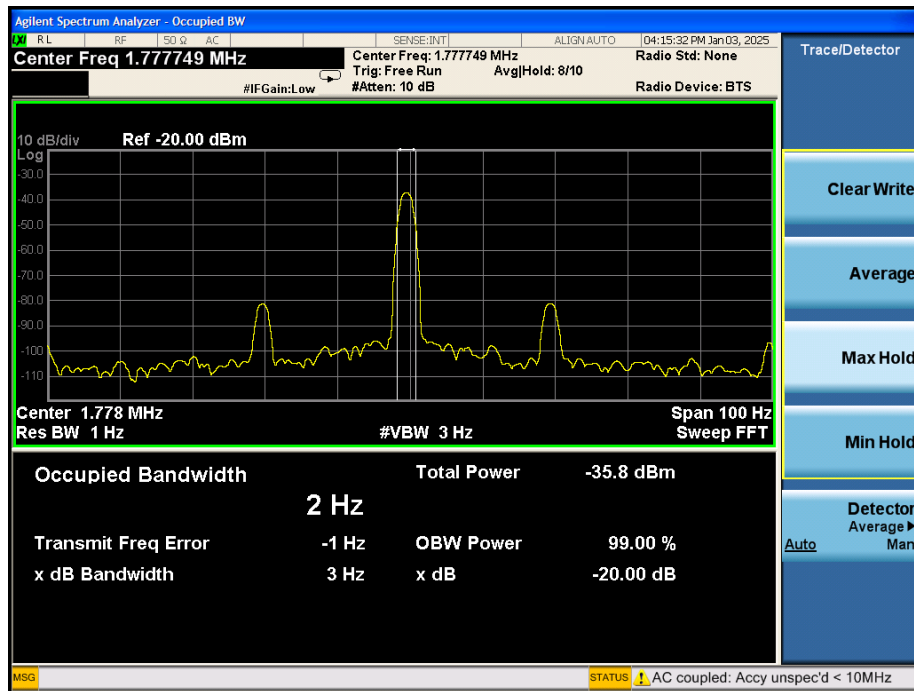 Agilent Spectrum Analyzer - Occupied BW
LXI RL RF 50 Ω AC SENSE:INT ALIGN AUTO 04:15:32 PM Jan 03, 2025
Center Freq 1.777749 MHz
Center Freq: 1.777749 MHz
Radio Std: None
Trig: Free Run Avg|Hold: 8/10
#IFGain:Low
#Atten: 10 dB
Radio Device: BTS
10 dB/div Ref -20.00 dBm
Log
-30.0
-40.0
-50.0
-60.0
-70.0
-80.0
-90.0
-100
-110
Center 1.778 MHz Span 100 Hz
Res BW 1 Hz #VBW 3 Hz Sweep FFT
Occupied Bandwidth Total Power -35.8 dBm
2 Hz
Transmit Freq Error -1 Hz OBW Power 99.00 %
x dB Bandwidth 3 Hz x dB -20.00 dB
Trace/Detector
Clear Write
Average
Max Hold
Min Hold
Detector
Average
Auto Man
MSG STATUS AC coupled: Accy unspec'd < 10MHz